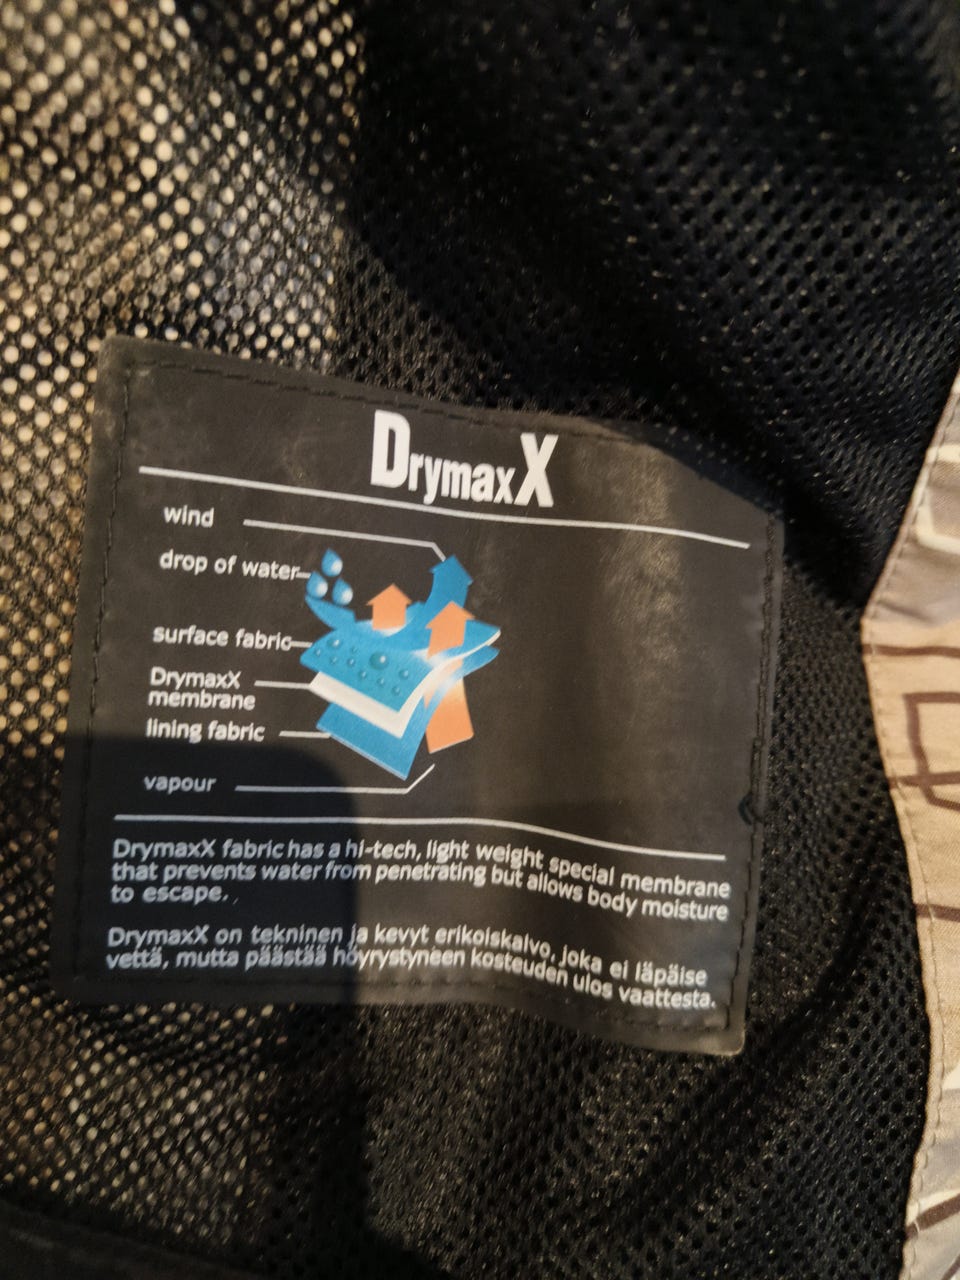 DrymaxX
wind
drop of water
surface fabric
DrymaxX
membrane
lining fabric
vapour
DrymaxX fabric has a hi-tech, light weight special membrane
that prevents water from penetrating but allows body moisture
to escape.
DrymaxX on tekninen ja kevyt erikoiskalvo, joka ei läpäise
vettä, mutta päästää höyrystyneen kosteuden ulos vaattesta.